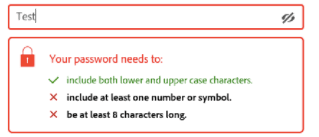 Test
Your password needs to:
include both lower and upper case characters.
include at least one number or symbol.
be at least 8 characters long.